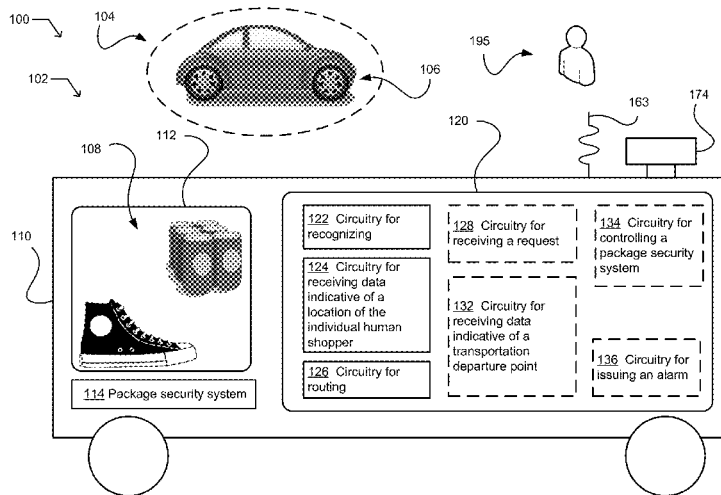 100
104
195
163
174
102
106
120
112
108
110
122 Circuitry for
recognizing
124 Circuitry for
receiving data
indicative of a
location of the
individual human
shopper
126 Circuitry for
routing
128 Circuitry for
receiving a request
132 Circuitry for
receiving data
indicative of a
transportation
departure point
134 Circuitry for
controlling a
package security
system
136 Circuitry for
issuing an alarm
114 Package security system